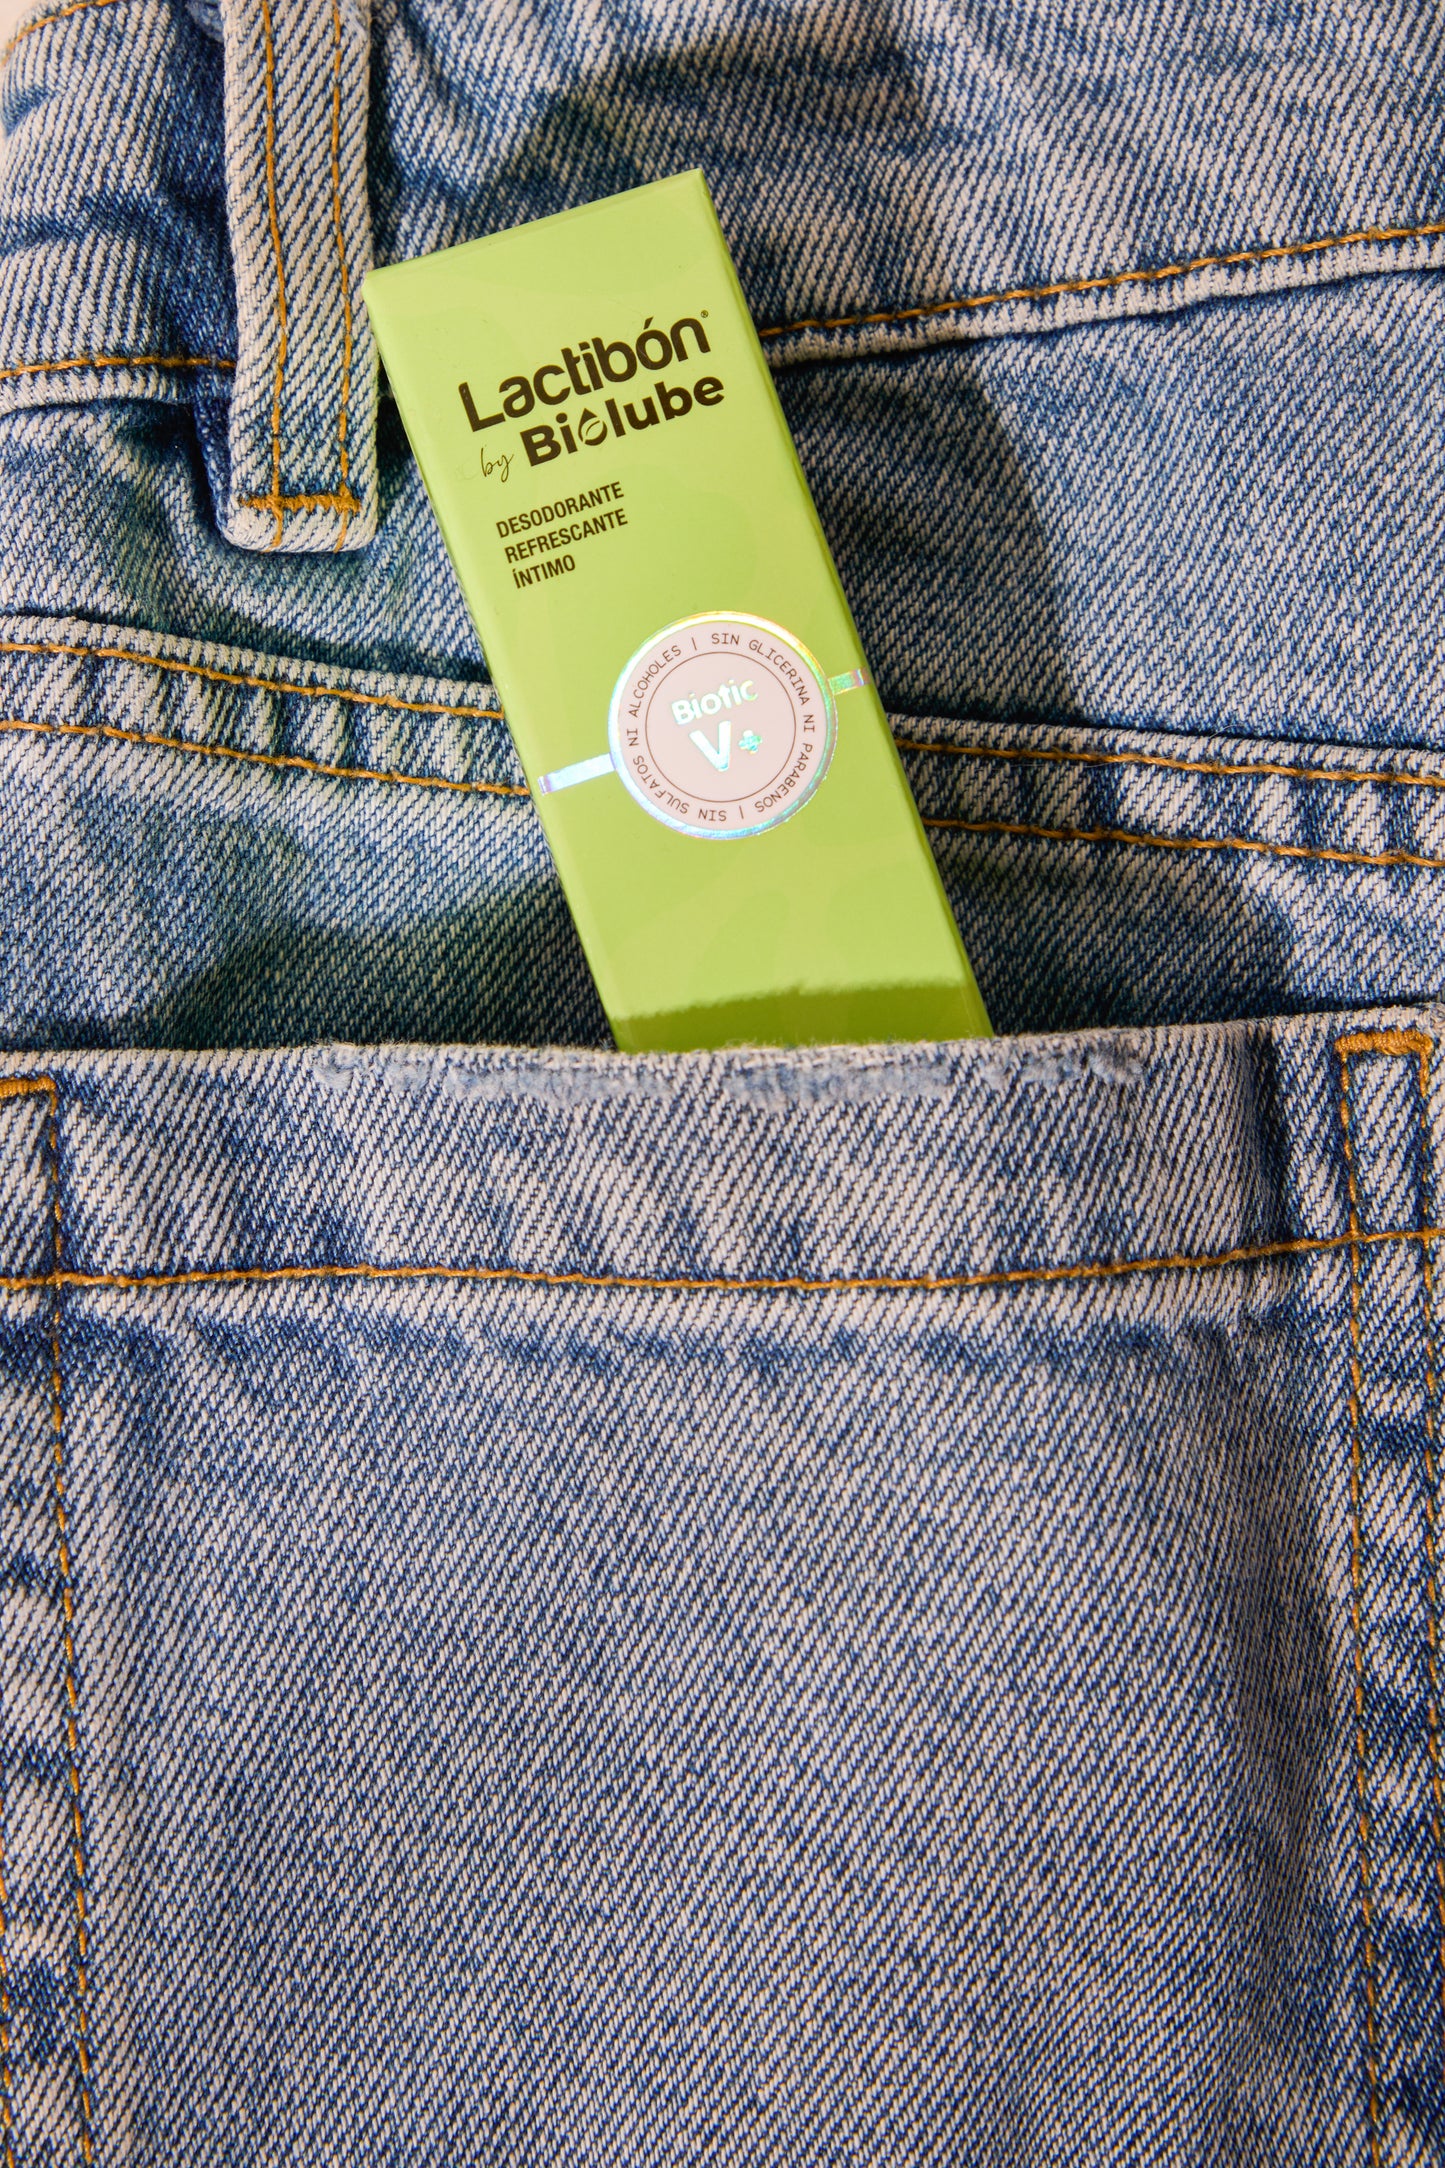 Lactibón®
by Biolube
DESODORANTE
REFRESCANTE
ÍNTIMO
SIN GLICERINA NI PARABENOS | SIN SULFATOS NI ALCOHOLES |
Biotic
V+